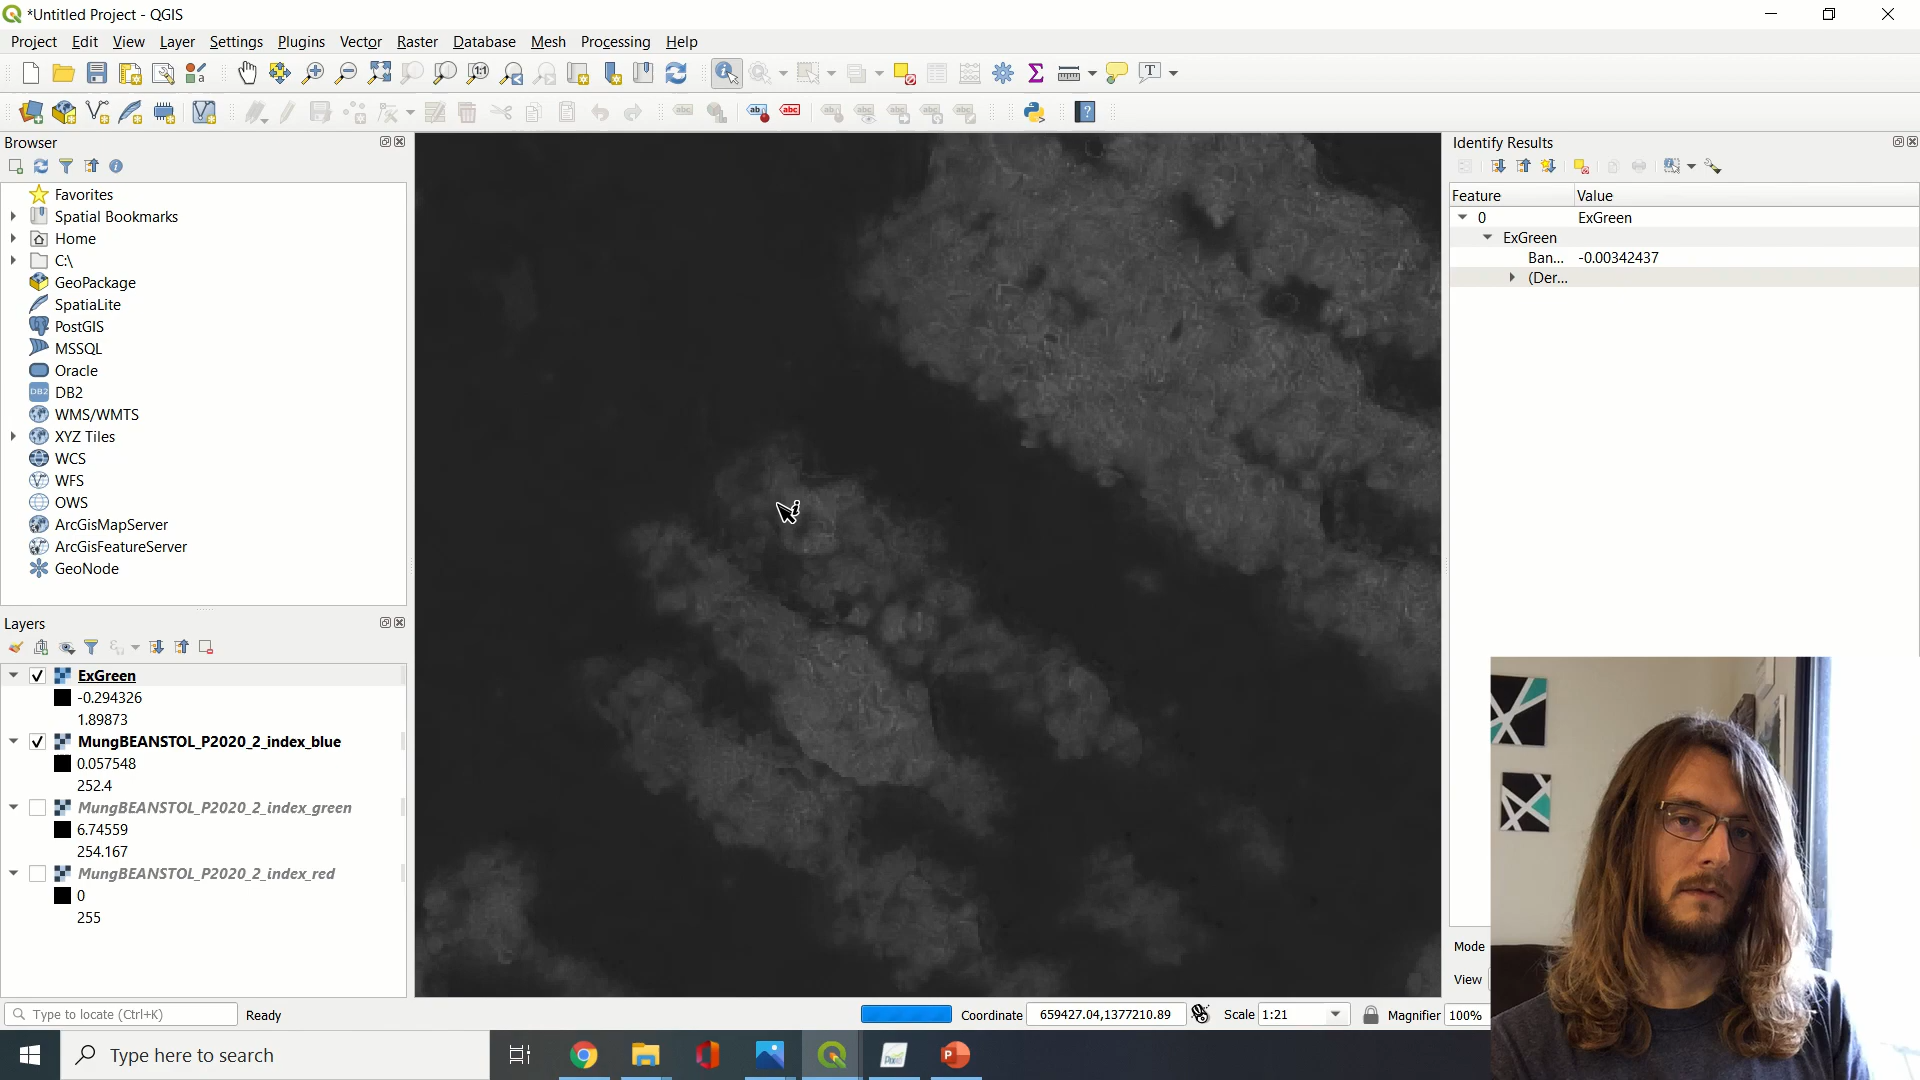 *Untitled Project - QGIS
Project Edit View Layer Settings Plugins Vector Raster Database Mesh Processing Help
Browser
Favorites
Spatial Bookmarks
Home
C:\
GeoPackage
SpatiaLite
PostGIS
MSSQL
Oracle
DB2
WMS/WMTS
XYZ Tiles
WCS
WFS
OWS
ArcGisMapServer
ArcGisFeatureServer
GeoNode
Layers
ExGreen
-0.294326
1.89873
MungBEANSTOL_P2020_2_index_blue
0.057548
252.4
MungBEANSTOL_P2020_2_index_green
6.74559
254.167
MungBEANSTOL_P2020_2_index_red
0
255
Identify Results
Feature Value
0 ExGreen
ExGreen
Ban... -0.00342437
(Der...
Mode
View
Type to locate (Ctrl+K) Ready Coordinate 659427.04,1377210.89 Scale 1:21 Magnifier 100%
Type here to search